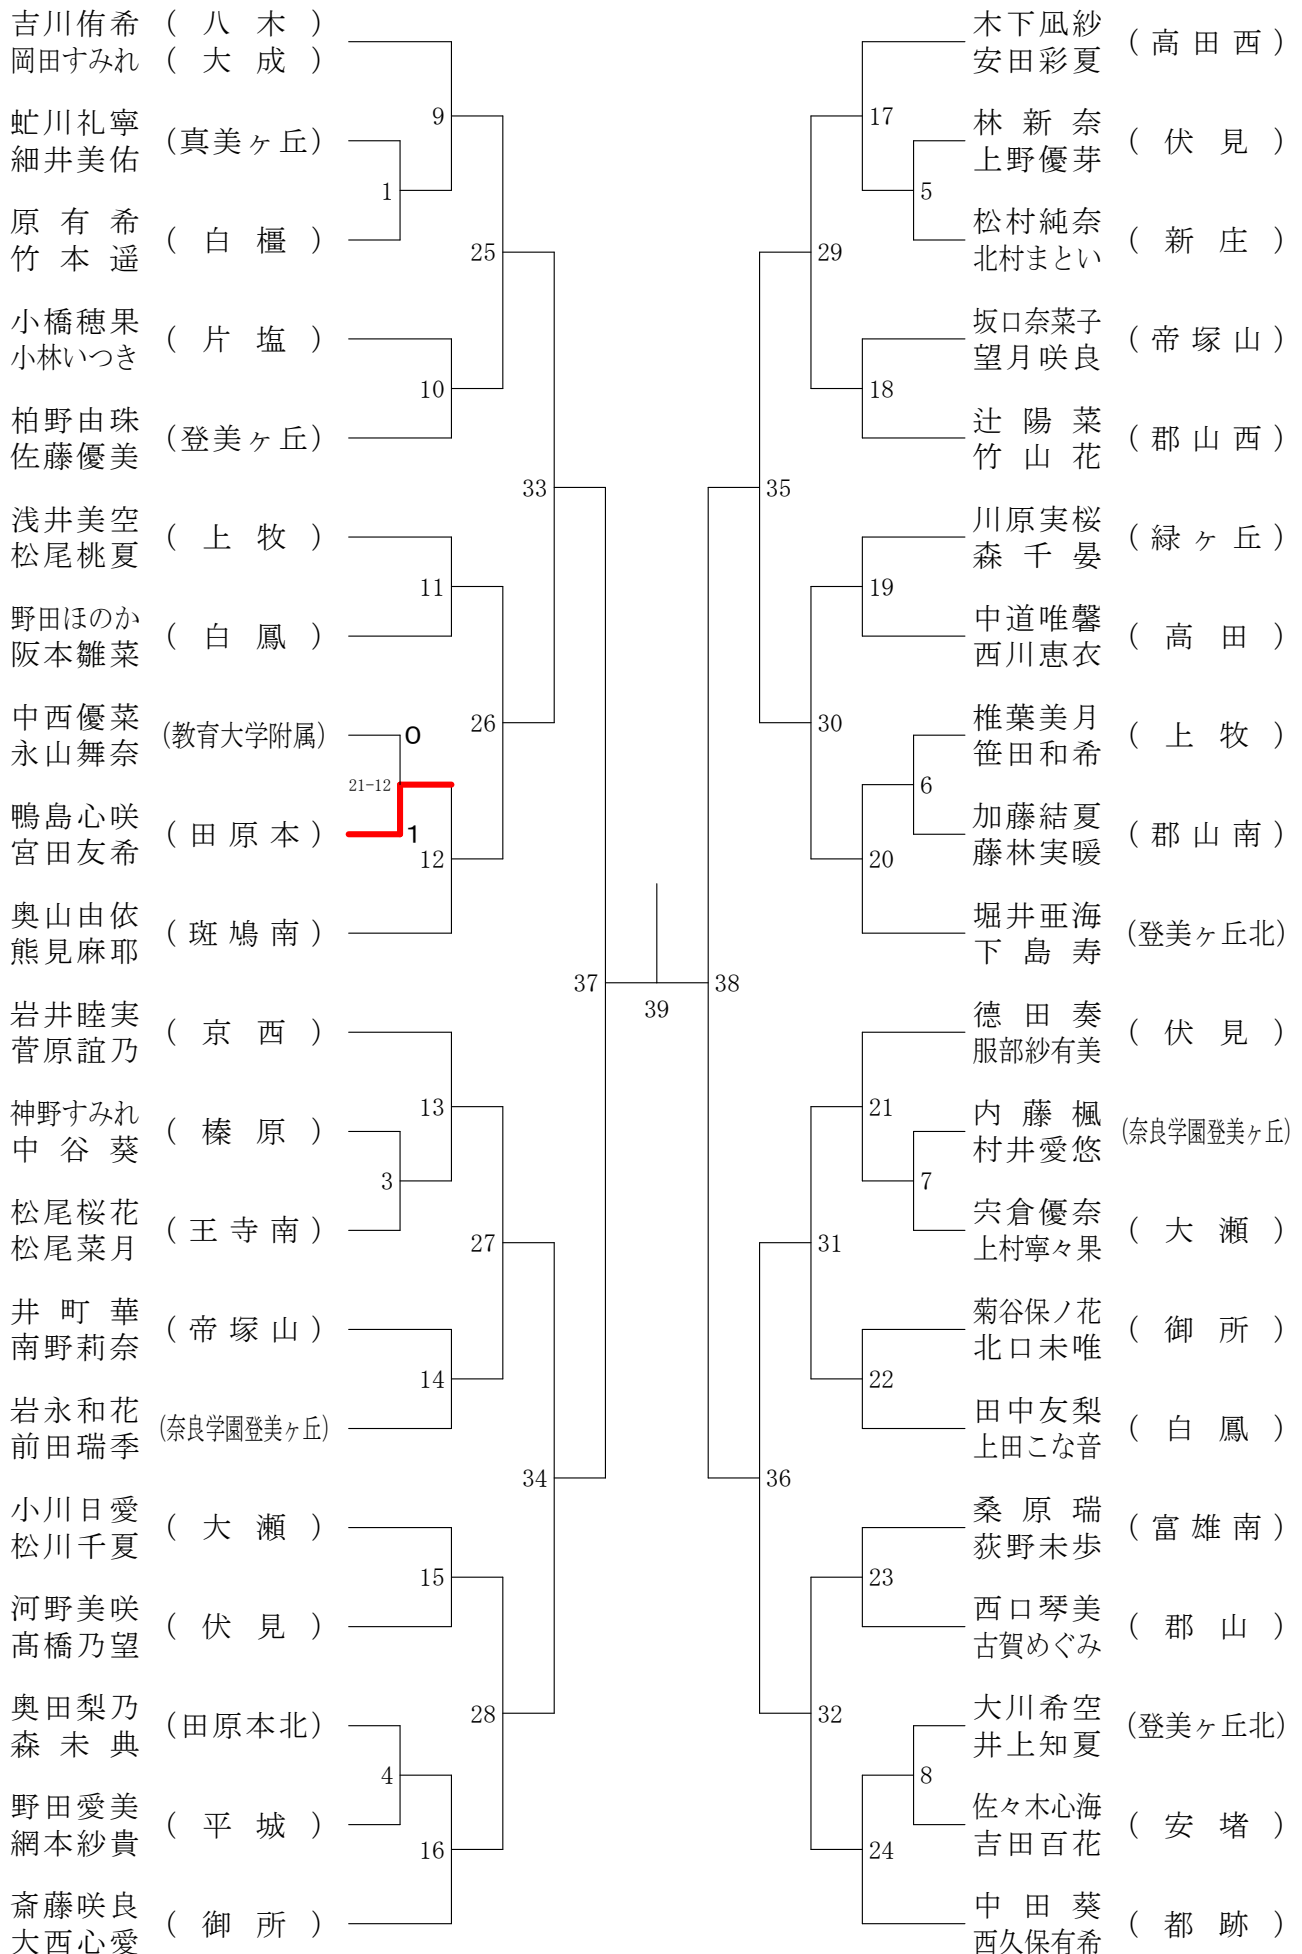 吉川侑希 ( 八 木 )
岡田すみれ ( 大 成 )
9
虻川礼寧
細井美佑
(真美ヶ丘)
1
原 有 希
竹 本 遥
( 白 橿 )
25
小橋穂果
小林いつき
( 片 塩 )
10
柏野由珠
佐藤優美
(登美ヶ丘)
33
浅井美空
松尾桃夏
( 上 牧 )
11
野田ほのか
阪本雛菜
( 白 鳳 )
26
中西優菜
永山舞奈
(教育大学附属)
0
21-12
鴨島心咲
宮田友希
( 田 原 本 )
1
12
奥山由依
熊見麻耶
( 斑 鳩 南 )
37
岩井睦実
菅原誼乃
( 京 西 )
13
神野すみれ
中 谷 葵
( 榛 原 )
3
松尾桜花
松尾菜月
( 王 寺 南 )
27
井 町 華
南野莉奈
( 帝 塚 山 )
14
岩永和花
前田瑞季
(奈良学園登美ヶ丘)
34
小川日愛
松川千夏
( 大 瀬 )
15
河野美咲
髙橋乃望
( 伏 見 )
28
奥田梨乃
森 未 典
(田原本北)
4
野田愛美
網本紗貴
( 平 城 )
16
斎藤咲良
大西心愛
( 御 所 )
39
木下凪紗
安田彩夏
( 高 田 西 )
17
林 新 奈
上野優芽
( 伏 見 )
5
松村純奈
北村まとい
( 新 庄 )
29
坂口奈菜子
望月咲良
( 帝 塚 山 )
18
辻 陽 菜
竹 山 花
( 郡 山 西 )
35
川原実桜
森 千 晏
( 緑 ヶ 丘 )
19
中道唯馨
西川恵衣
( 高 田 )
30
椎葉美月
笹田和希
( 上 牧 )
6
加藤結夏
藤林実暖
( 郡 山 南 )
20
堀井亜海
下 島 寿
(登美ヶ丘北)
38
德 田 奏
服部紗有美
( 伏 見 )
21
内 藤 楓
村井愛悠
(奈良学園登美ヶ丘)
7
宍倉優奈
上村寧々果
( 大 瀬 )
31
菊谷保ノ花
北口未唯
( 御 所 )
22
田中友梨
上田こな音
( 白 鳳 )
36
桑 原 瑞
荻野未歩
( 富 雄 南 )
23
西口琴美
古賀めぐみ
( 郡 山 )
32
大川希空
井上知夏
(登美ヶ丘北)
8
佐々木心海
吉田百花
( 安 堵 )
24
中 田 葵
西久保有希
( 都 跡 )